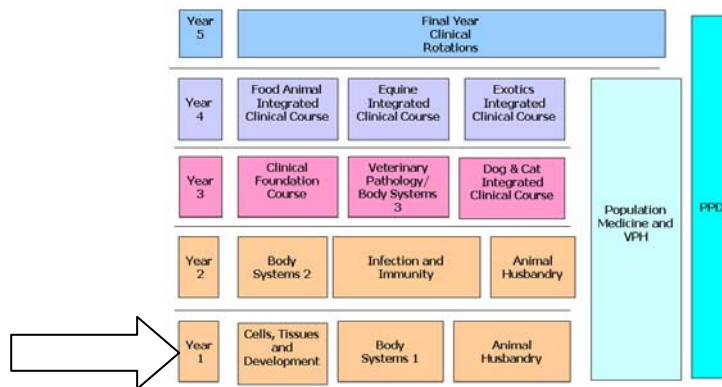 Year
5
Final Year
Clinical
Rotations
Year
4
Food Animal
Integrated
Clinical Course
Equine
Integrated
Clinical Course
Exotics
Integrated
Clinical Course
Year
3
Clinical
Foundation
Course
Veterinary
Pathology/
Body Systems
3
Dog & Cat
Integrated
Clinical Course
Year
2
Body
Systems 2
Infection and
Immunity
Animal
Husbandry
Year
1
Cells, Tissues
and
Development
Body
Systems 1
Animal
Husbandry
Population
Medicine and
VPH
PPD